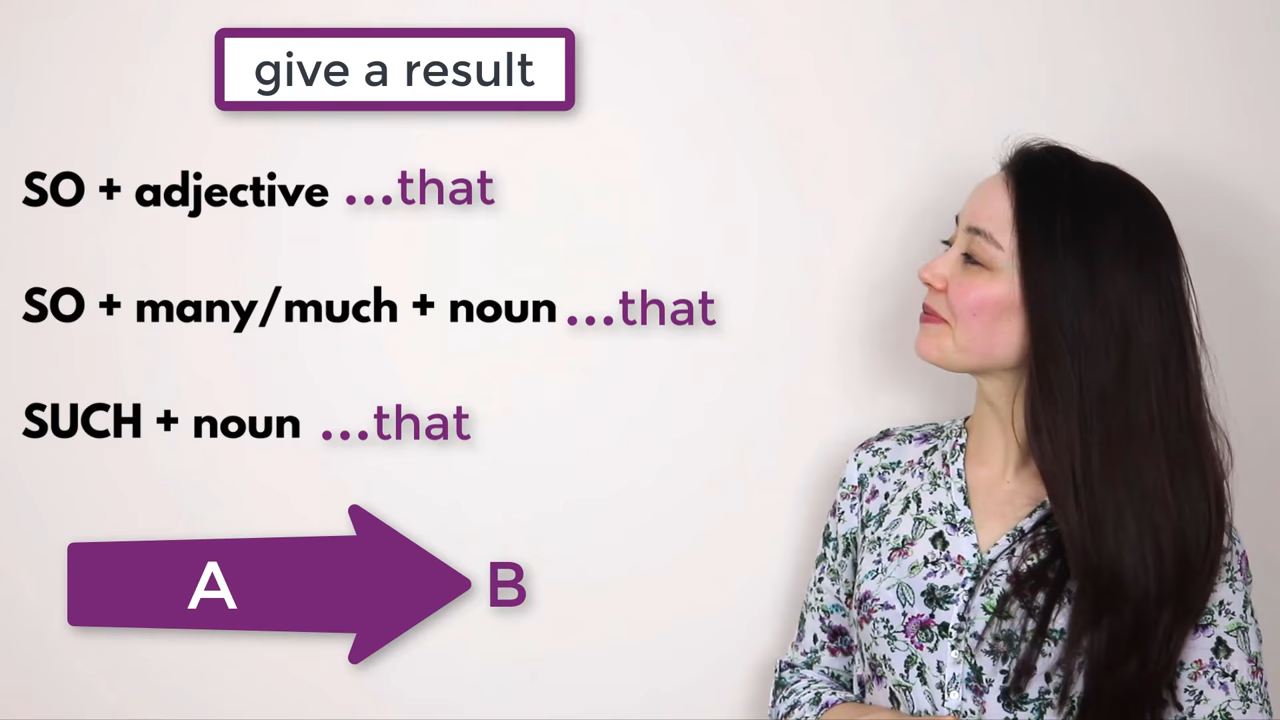 give a result
SO + adjective ...that
SO + many/much + noun ...that
SUCH + noun ...that
A B